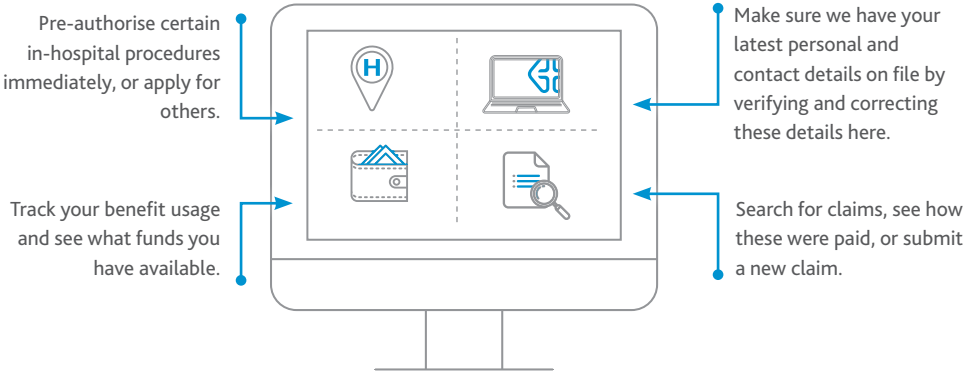 Pre-authorise certain
in-hospital procedures
immediately, or apply for
others.
H
Make sure we have your
latest personal and
contact details on file by
verifying and correcting
these details here.
Track your benefit usage
and see what funds you
have available.
Search for claims, see how
these were paid, or submit
a new claim.